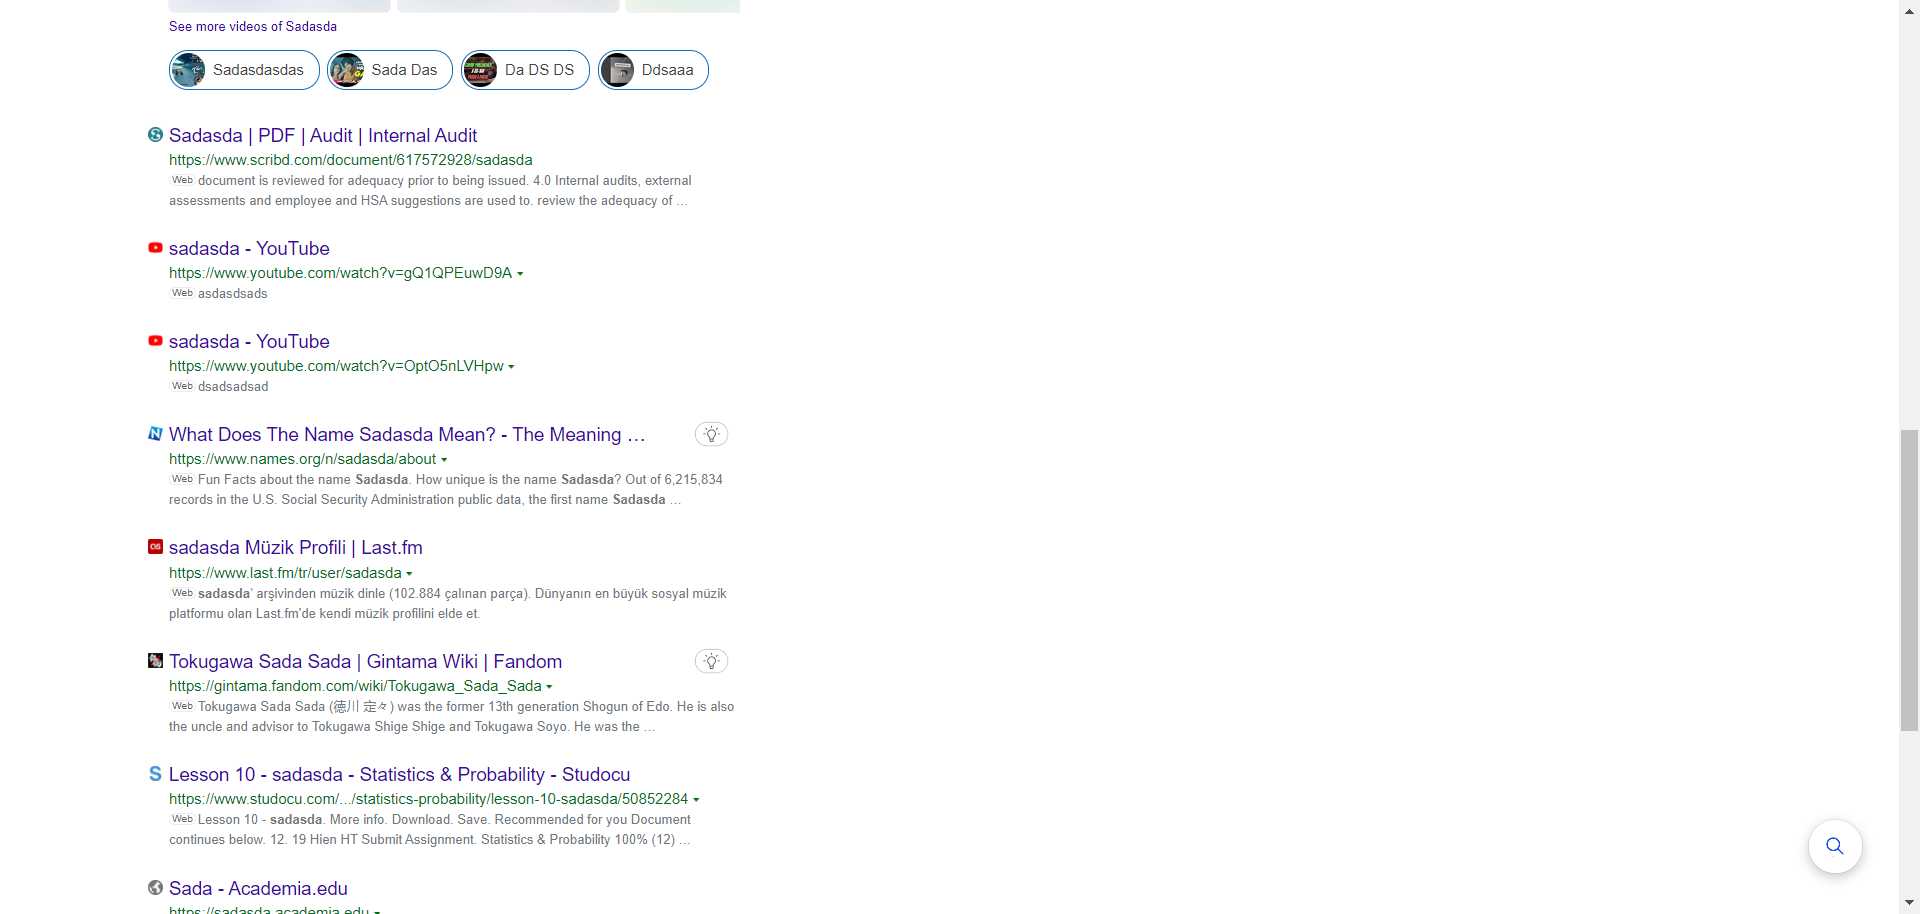 See more videos of Sadasda
Sadasdasdas
Sada Das
Da DS DS
Ddsaaa
Sadasda | PDF | Audit | Internal Audit
https://www.scribd.com/document/617572928/sadasda
Web document is reviewed for adequacy prior to being issued. 4.0 Internal audits, external
assessments and employee and HSA suggestions are used to. review the adequacy of ...
sadasda - YouTube
https://www.youtube.com/watch?v=gQ1QPEuwD9A
Web asdasdsads
sadasda - YouTube
https://www.youtube.com/watch?v=OptO5nLVHpw
Web dsadsadsad
What Does The Name Sadasda Mean? - The Meaning …
https://www.names.org/n/sadasda/about
Web Fun Facts about the name Sadasda. How unique is the name Sadasda? Out of 6,215,834
records in the U.S. Social Security Administration public data, the first name Sadasda ...
sadasda Müzik Profili | Last.fm
https://www.last.fm/tr/user/sadasda
Web sadasda' arşivinden müzik dinle (102.884 çalınan parça). Dünyanın en büyük sosyal müzik
platformu olan Last.fm'de kendi müzik profilini elde et.
Tokugawa Sada Sada | Gintama Wiki | Fandom
https://gintama.fandom.com/wiki/Tokugawa_Sada_Sada
Web Tokugawa Sada Sada (徳川 定々) was the former 13th generation Shogun of Edo. He is also
the uncle and advisor to Tokugawa Shige Shige and Tokugawa Soyo. He was the ...
Lesson 10 - sadasda - Statistics & Probability - Studocu
https://www.studocu.com/.../statistics-probability/lesson-10-sadasda/50852284
Web Lesson 10 - sadasda. More info. Download. Save. Recommended for you Document
continues below. 12. 19 Hien HT Submit Assignment. Statistics & Probability 100% (12) ...
Sada - Academia.edu
https://sadasda.academia.edu